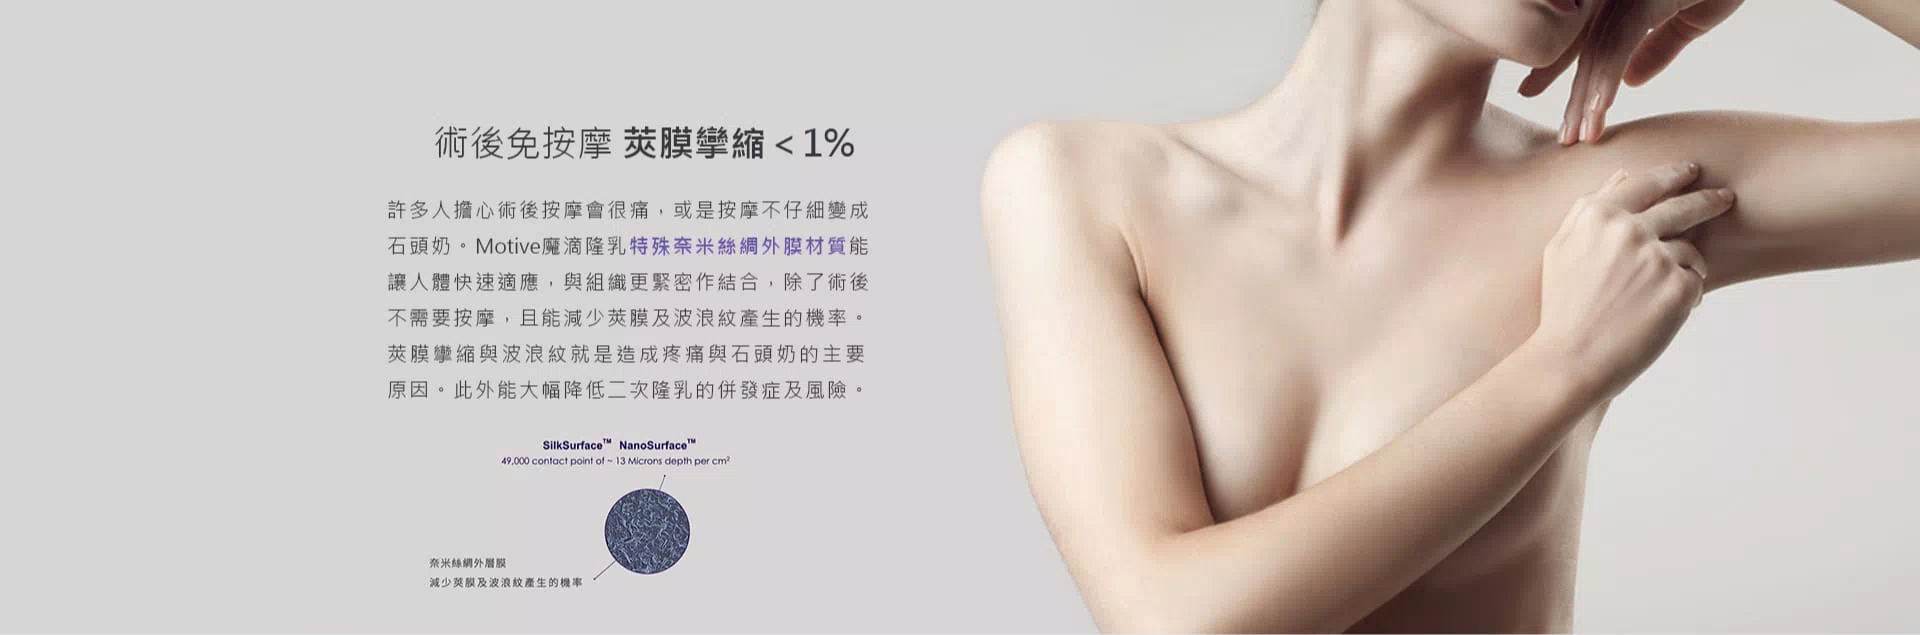 術後免按摩 莢膜攣縮 < 1%
許多人擔心術後按摩會很痛，或是按摩不仔細變成
石頭奶。Motive魔滴隆乳特殊奈米絲綢外膜材質能
讓人體快速適應，與組織更緊密作結合，除了術後
不需要按摩，且能減少莢膜及波浪紋產生的機率。
莢膜攣縮與波浪紋就是造成疼痛與石頭奶的主要
原因。此外能大幅降低二次隆乳的併發症及風險。
SilkSurface™ NanoSurface™
49,000 contact point of ~ 13 Microns depth per cm²
奈米絲綢外層膜
減少莢膜及波浪紋產生的機率